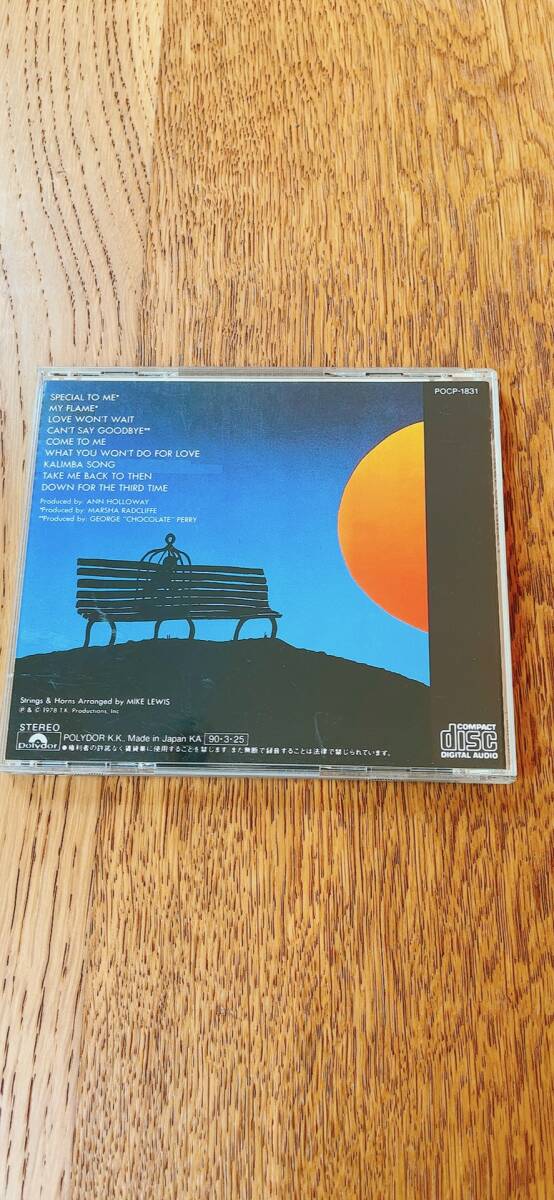 POCP-1831
SPECIAL TO ME*
MY FLAME*
LOVE WON'T WAIT
CAN'T SAY GOODBYE**
COME TO ME
WHAT YOU WON'T DO FOR LOVE
KALIMBA SONG
TAKE ME BACK TO THEN
DOWN FOR THE THIRD TIME
Produced by: ANN HOLLOWAY
*Produced by: MARSHA RADCLIFFE
**Produced by: GEORGE "CHOCOLATE" PERRY
Strings & Horns Arranged by MIKE LEWIS
℗ & © 1978 T.K. Productions, Inc
STEREO
Polydor
POLYDOR K.K. Made in Japan KA 90-3-25
●権利者の許諾なく賃貸業に使用することを禁じます また無断で録音することは法律で禁じられています。
COMPACT
disc
DIGITAL AUDIO